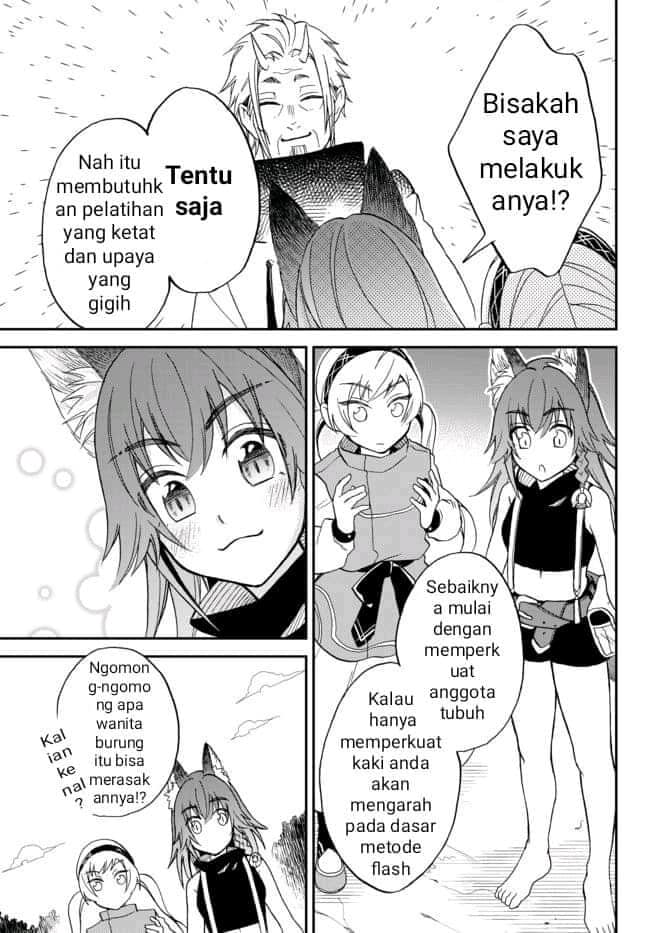 Bisakah
saya
melakuk
anya!?
Tentu
saja
Nah itu
membutuhk
an pelatihan
yang ketat
dan upaya
yang
gigih
Sebaikny
a mulai
dengan
memperk
uat
anggota
tubuh
Kalau
hanya
memperkuat
kaki anda
akan
mengarah
pada dasar
metode
flash
Ngomon
g-ngomo
ng apa
wanita
burung
itu bisa
merasak
annya!?
Kal
ian
ke
nal
?